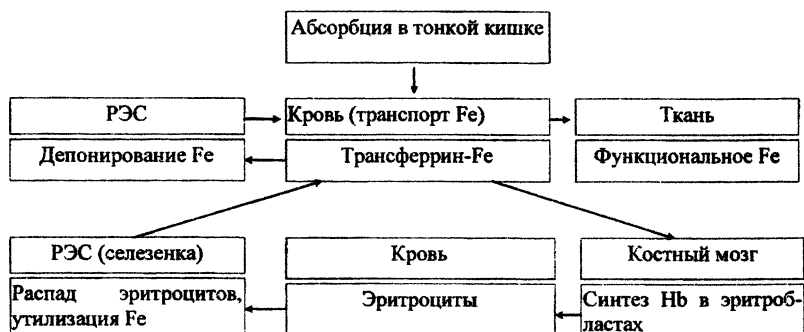 Абсорбция в тонкой кишке
РЭС
Кровь (транспорт Fe)
Ткань
Депонирование Fe
Трансферрин-Fe
Функциональное Fe
РЭС (селезенка)
Кровь
Костный мозг
Распад эритроцитов,
утилизация Fe
Эритроциты
Синтез Hb в эритроб-
ластах